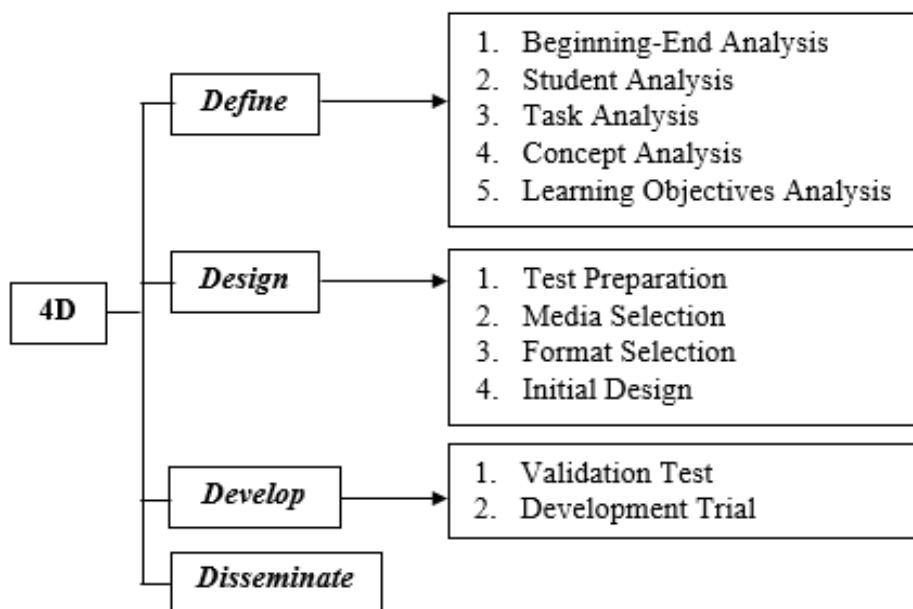 4D
Define
1. Beginning-End Analysis
2. Student Analysis
3. Task Analysis
4. Concept Analysis
5. Learning Objectives Analysis
Design
1. Test Preparation
2. Media Selection
3. Format Selection
4. Initial Design
Develop
1. Validation Test
2. Development Trial
Disseminate